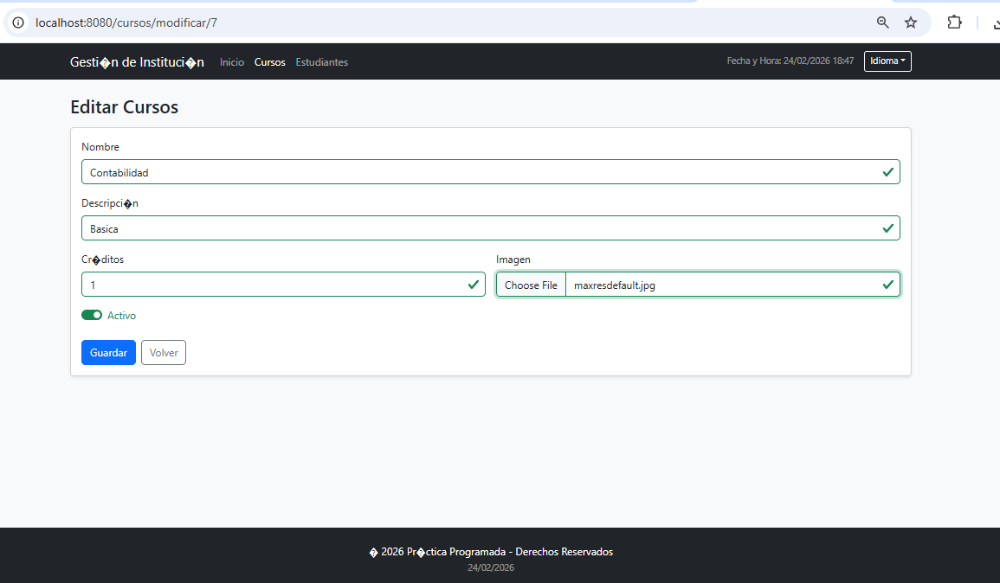 localhost:8080/cursos/modificar/7
Gesti�n de Instituci�n Inicio Cursos Estudiantes Fecha y Hora: 24/02/2026 18:47 Idioma
Editar Cursos
Nombre
Contabilidad
Descripci�n
Basica
Cr�ditos Imagen
1 Choose File maxresdefault.jpg
Activo
Guardar Volver
� 2026 Pr�ctica Programada - Derechos Reservados
24/02/2026